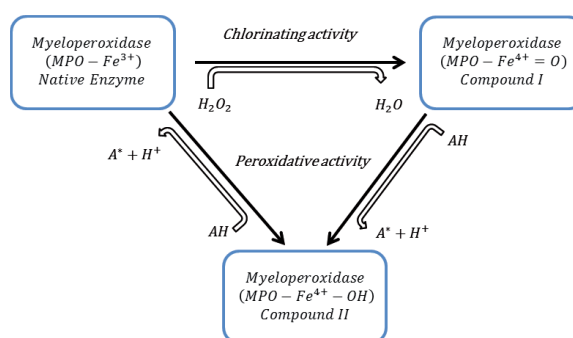 Chlorinating activity
Myeloperoxidase
(MPO − Fe³⁺)
Native Enzyme
Myeloperoxidase
(MPO − Fe⁴⁺ = O)
Compound I
H₂O₂
H₂O
A* + H⁺
Peroxidative activity
AH
AH
A* + H⁺
Myeloperoxidase
(MPO − Fe⁴⁺ − OH)
Compound II